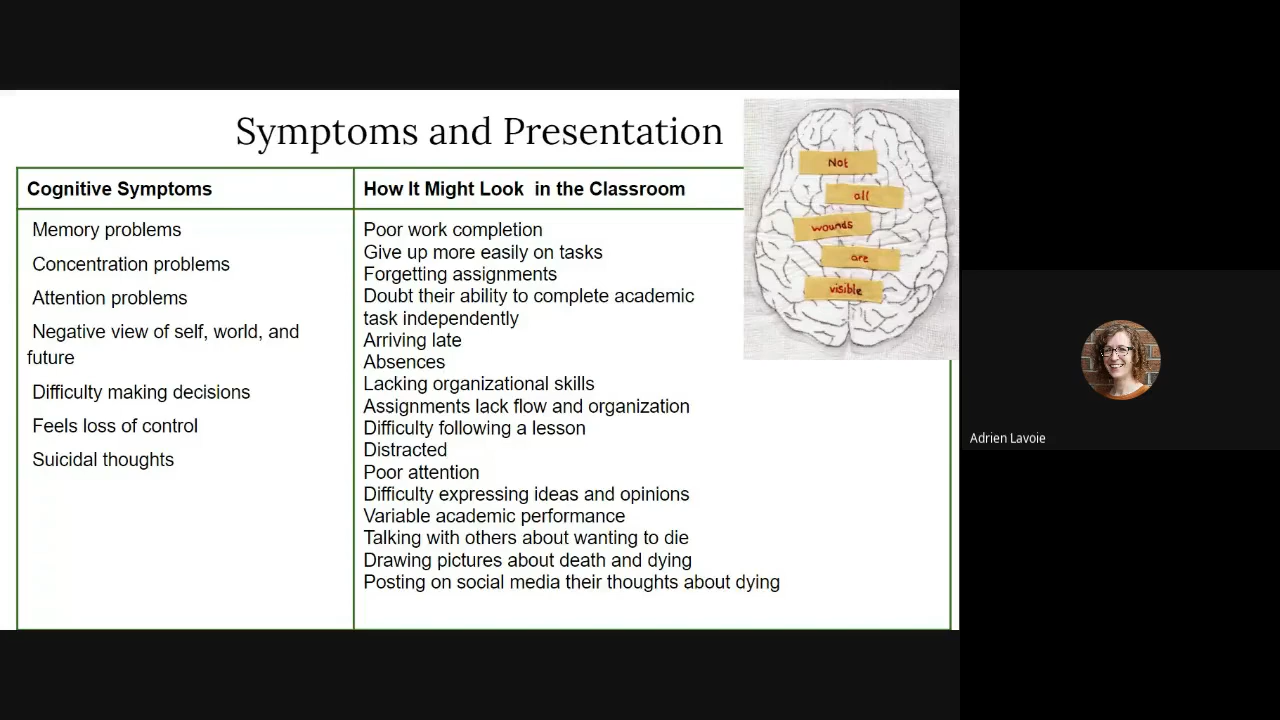 Symptoms and Presentation
Cognitive Symptoms
Memory problems
Concentration problems
Attention problems
Negative view of self, world, and
future
Difficulty making decisions
Feels loss of control
Suicidal thoughts
How It Might Look in the Classroom
Poor work completion
Give up more easily on tasks
Forgetting assignments
Doubt their ability to complete academic
task independently
Arriving late
Absences
Lacking organizational skills
Assignments lack flow and organization
Difficulty following a lesson
Distracted
Poor attention
Difficulty expressing ideas and opinions
Variable academic performance
Talking with others about wanting to die
Drawing pictures about death and dying
Posting on social media their thoughts about dying
Not
all
wounds
are
visible
Adrien Lavoie